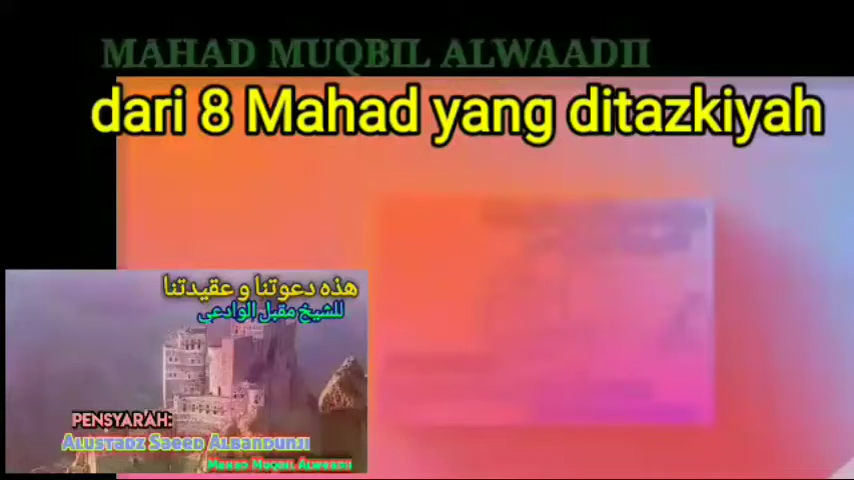 MAHAD MUQBIL ALWAADII
dari 8 Mahad yang ditazkiyah
هذه دعوتنا و عقيدتنا
للشيخ مقبل الوادعي
PENSYARAH:
Alustadz Saeed Albandunji
Mahad Muqbil Alwaadii